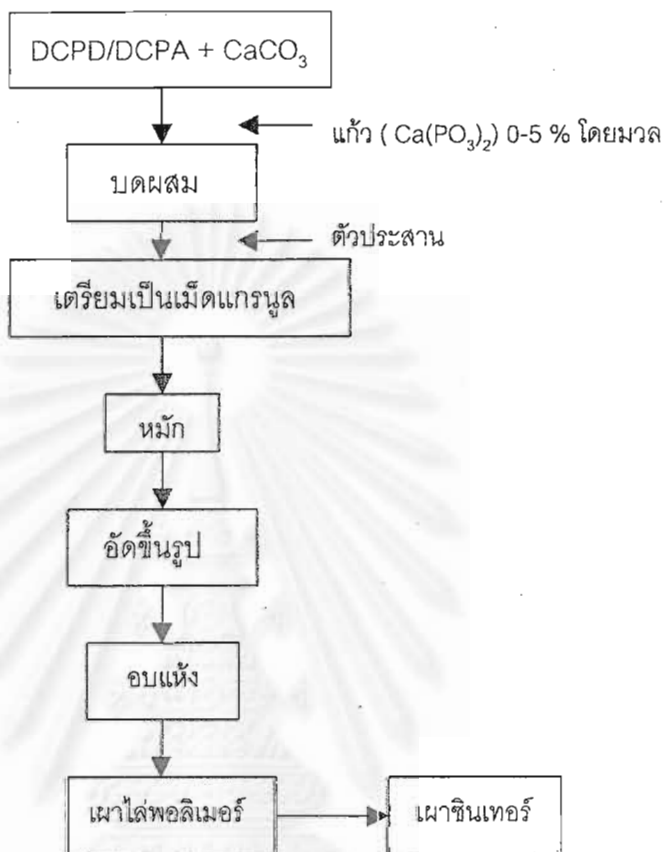 DCPD/DCPA + CaCO₃
แก้ว ( Ca(PO₃)₂) 0-5 % โดยมวล
บดผสม
ตัวประสาน
เตรียมเป็นเม็ดแกรนูล
หมัก
อัดขึ้นรูป
อบแห้ง
เผาไล่พอลิเมอร์
เผาซินเทอร์